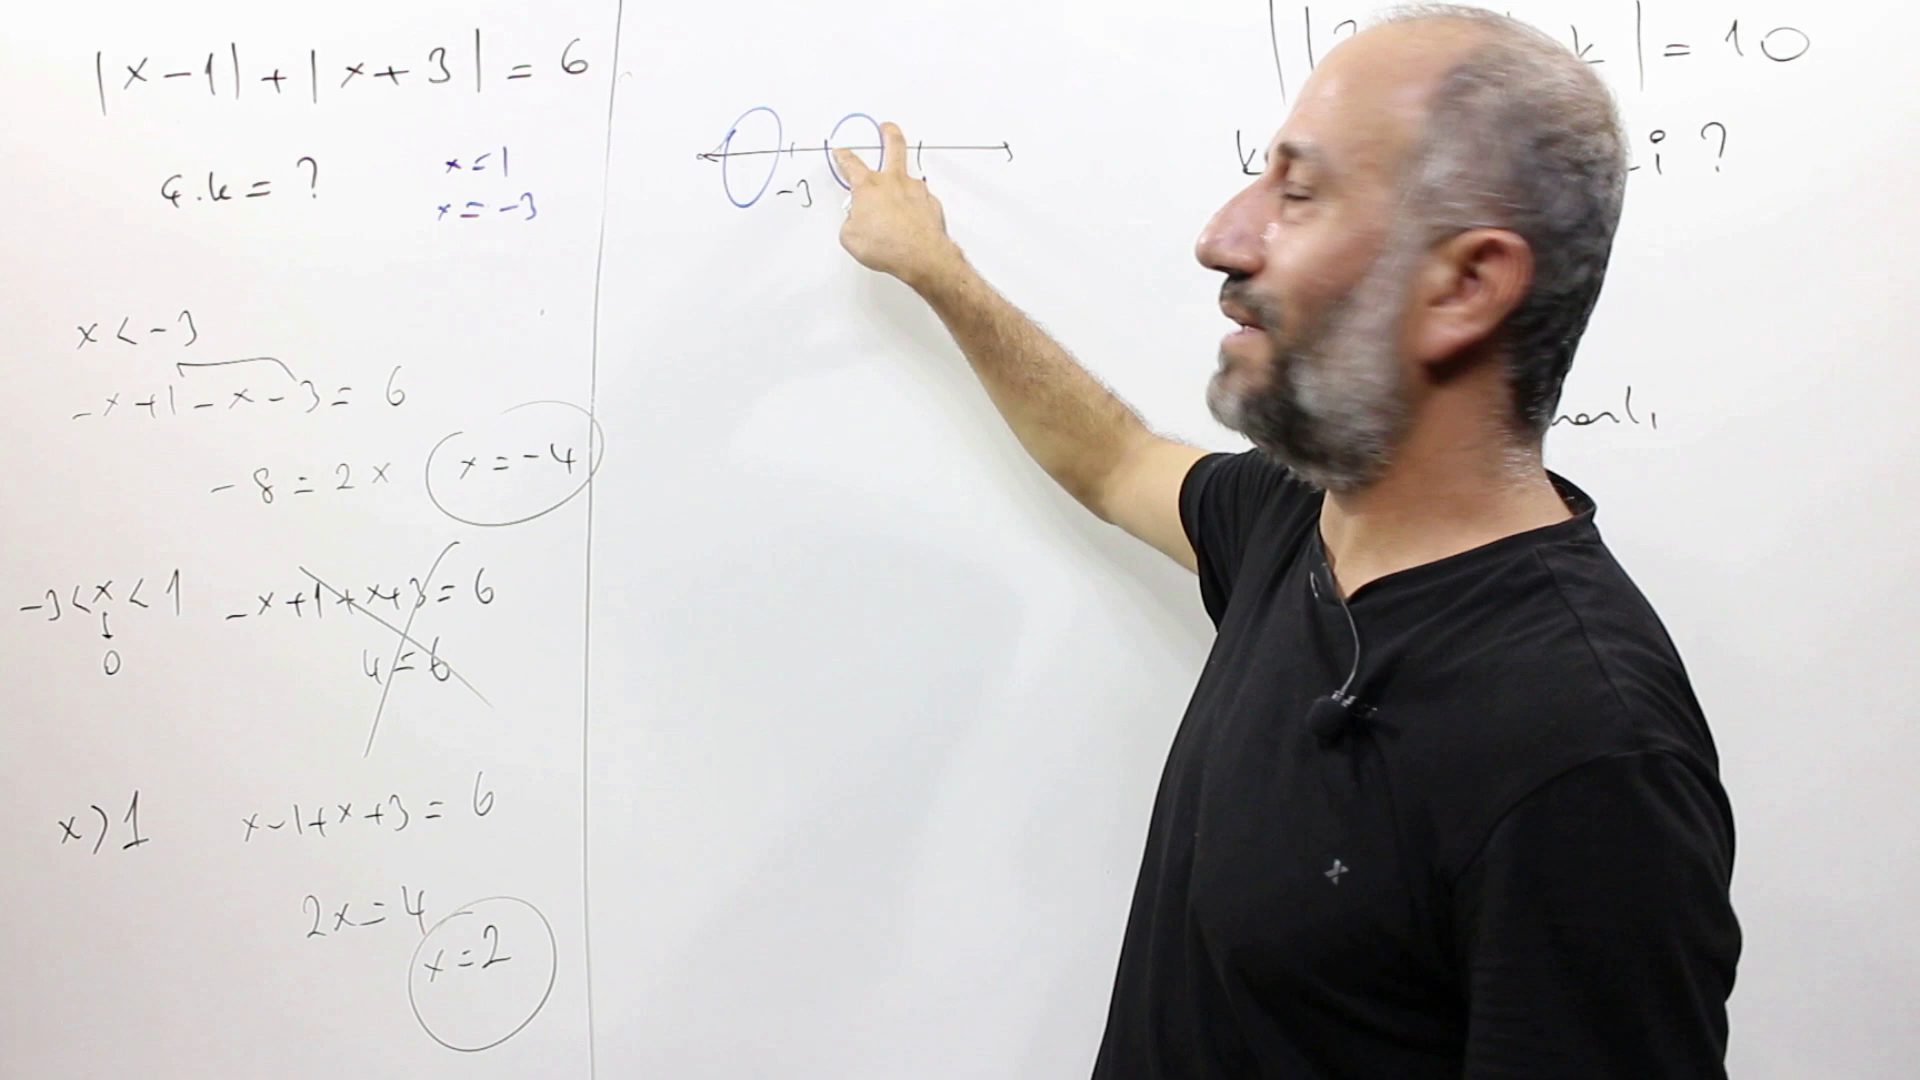 |x-1|+|x+3|=6
Ç.k=?
x=1
x=-3
x<-3
-x+1-x-3=6
-8=2x
x=-4
-3<x<1
-x+1+x+3=6
0
4=6
x>1
x-1+x+3=6
2x=4
x=2
-3
=10
?